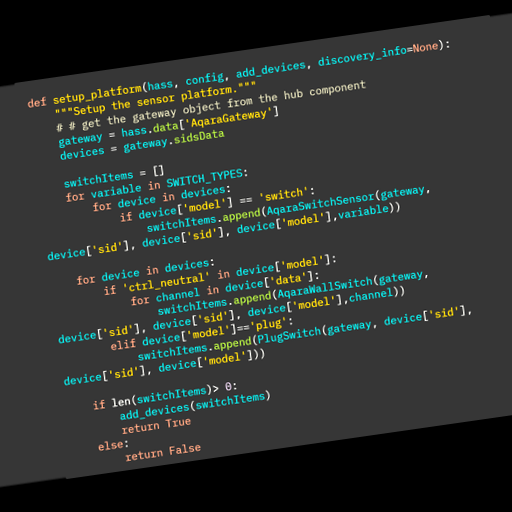 def setup_platform(hass, config, add_devices, discovery_info=None):
    """Setup the sensor platform."""
    # # get the gateway object from the hub component
    gateway = hass.data['AqaraGateway']
    devices = gateway.sidsData

    switchItems = []
    for variable in SWITCH_TYPES:
        for device in devices:
            if device['model'] == 'switch':
                switchItems.append(AqaraSwitchSensor(gateway,
device['sid'], device['sid'], device['model'],variable))

    for device in devices:
        if 'ctrl_neutral' in device['model']:
            for channel in device['data']:
                switchItems.append(AqaraWallSwitch(gateway,
device['sid'], device['sid'], device['model'],channel))
        elif device['model']=='plug':
            switchItems.append(PlugSwitch(gateway, device['sid'],
device['sid'], device['model']))

    if len(switchItems)> 0:
        add_devices(switchItems)
        return True
    else:
        return False